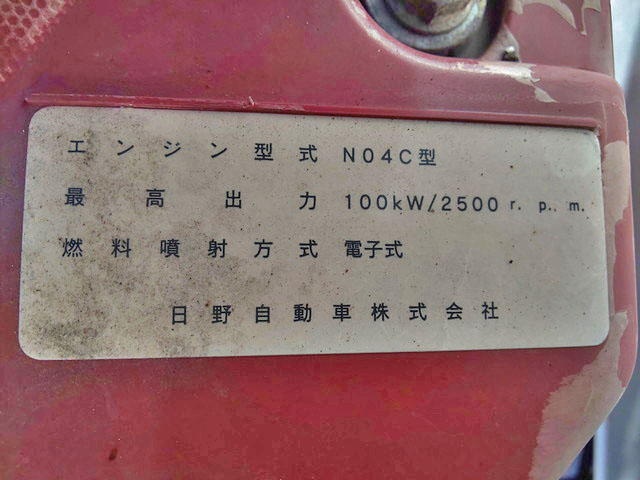 エンジン型式 N04C型
最高出力 100kW/2500 r. p. m.
燃料噴射方式 電子式
日野自動車株式会社